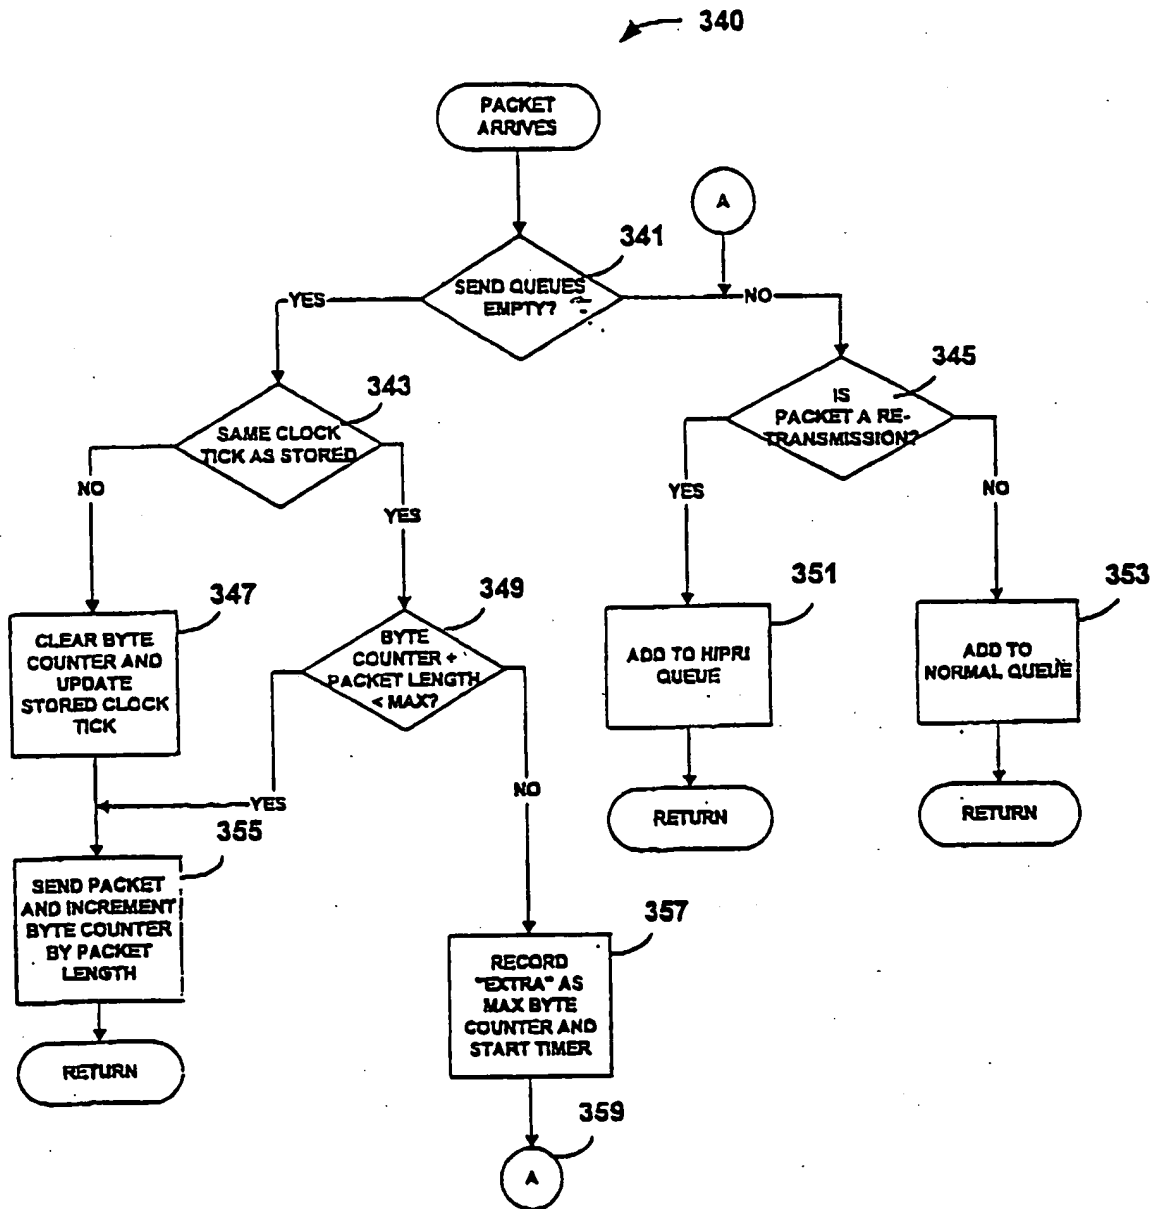 340
PACKET
ARRIVES
A
341
SEND QUEUES
EMPTY?
YES
NO
343
SAME CLOCK
TICK AS STORED
345
IS
PACKET A RE-
TRANSMISSION?
NO
YES
YES
NO
347
CLEAR BYTE
COUNTER AND
UPDATE
STORED CLOCK
TICK
349
BYTE
COUNTER +
PACKET LENGTH
< MAX?
351
ADD TO HIPRI
QUEUE
353
ADD TO
NORMAL QUEUE
YES
NO
RETURN
RETURN
355
SEND PACKET
AND INCREMENT
BYTE COUNTER
BY PACKET
LENGTH
357
RECORD
"EXTRA" AS
MAX BYTE
COUNTER AND
START TIMER
RETURN
359
A